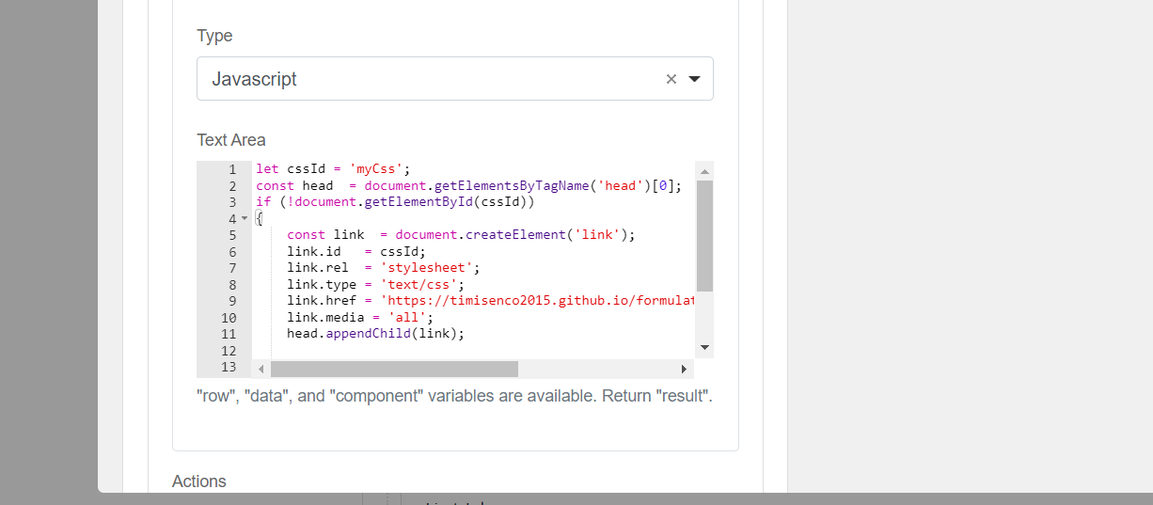 Type
Javascript
Text Area
1 let cssId = 'myCss';
2 const head  = document.getElementsByTagName('head')[0];
3 if (!document.getElementById(cssId))
4 {
5     const link  = document.createElement('link');
6     link.id   = cssId;
7     link.rel  = 'stylesheet';
8     link.type = 'text/css';
9     link.href = 'https://timisenco2015.github.io/formulat
10     link.media = 'all';
11     head.appendChild(link);
12
13
"row", "data", and "component" variables are available. Return "result".
Actions